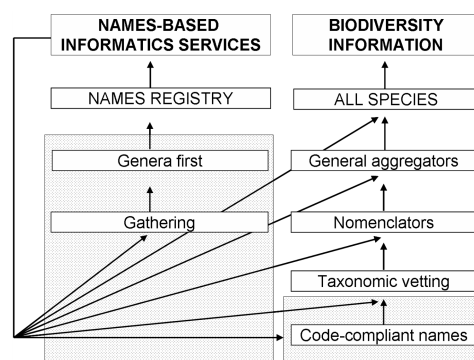 NAMES-BASED
INFORMATICS SERVICES
BIODIVERSITY
INFORMATION
NAMES REGISTRY
ALL SPECIES
Genera first
General aggregators
Gathering
Nomenclators
Taxonomic vetting
Code-compliant names